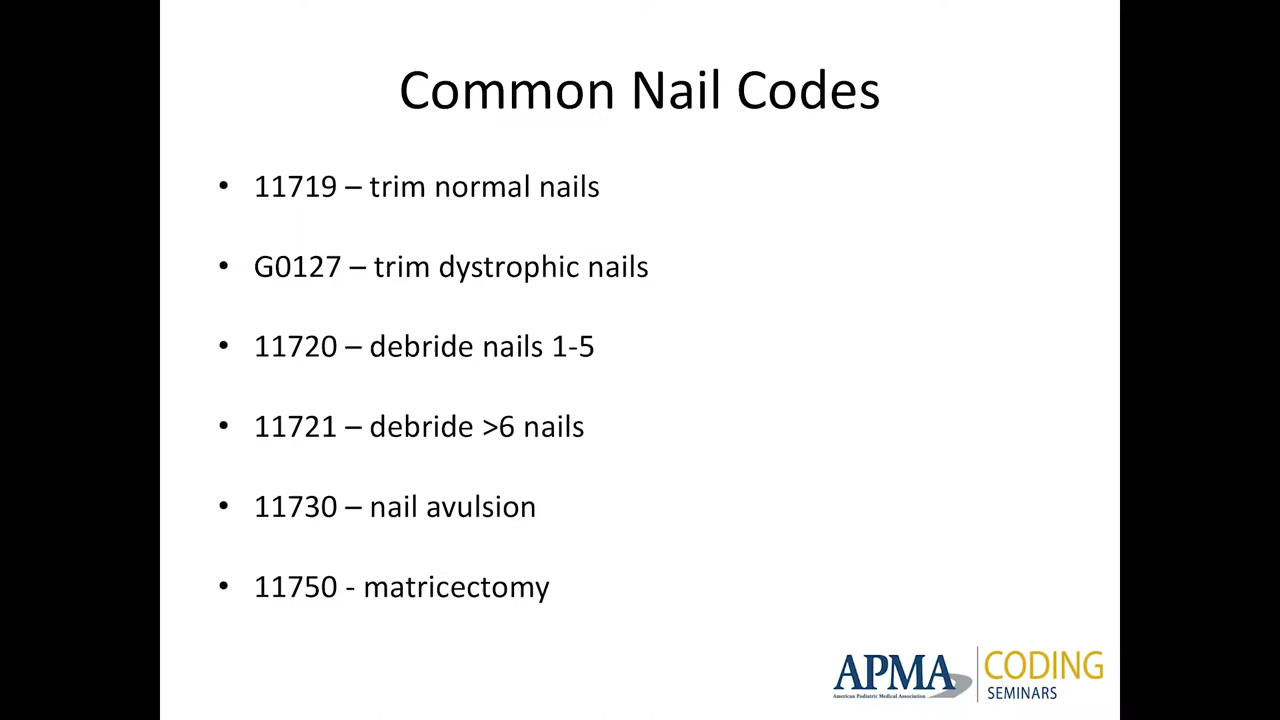 Common Nail Codes
• 11719 – trim normal nails
• G0127 – trim dystrophic nails
• 11720 – debride nails 1-5
• 11721 – debride >6 nails
• 11730 – nail avulsion
• 11750 - matricectomy
APMA
American Podiatric Medical Association
CODING
SEMINARS